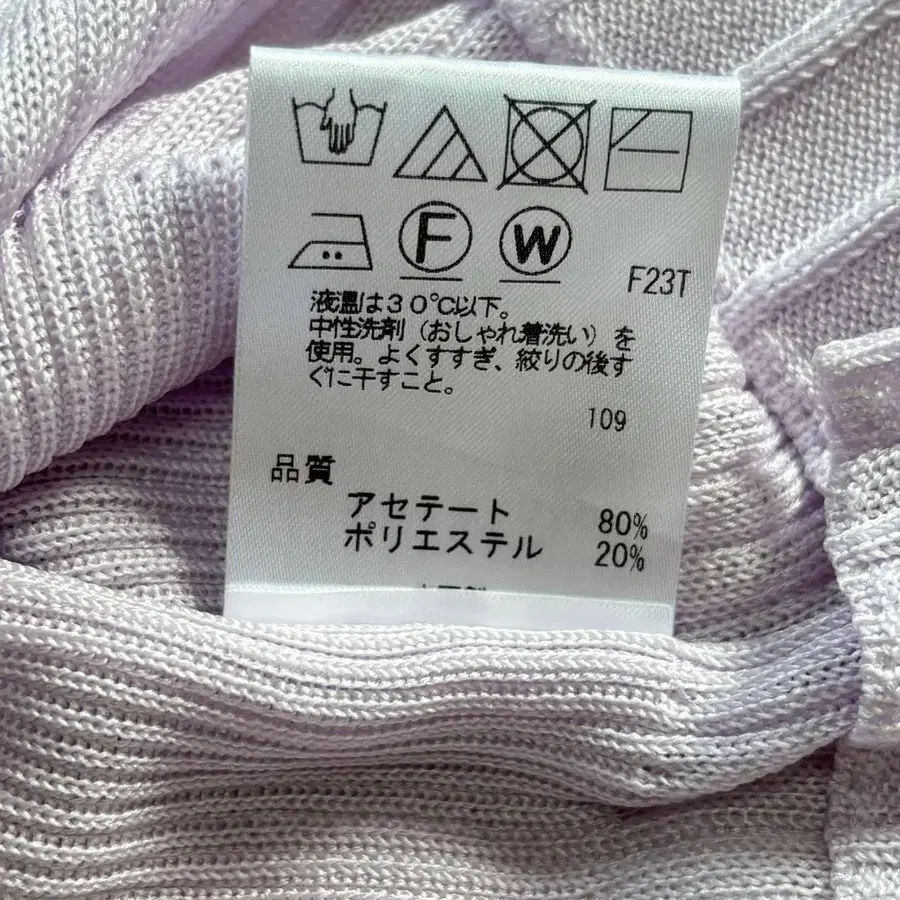 F W
F23T
液温は30℃以下。
中性洗剤（おしゃれ着洗い）を
使用。よくすすぎ、絞りの後す
ぐに干すこと。
109
品質
アセテート 80%
ポリエステル 20%